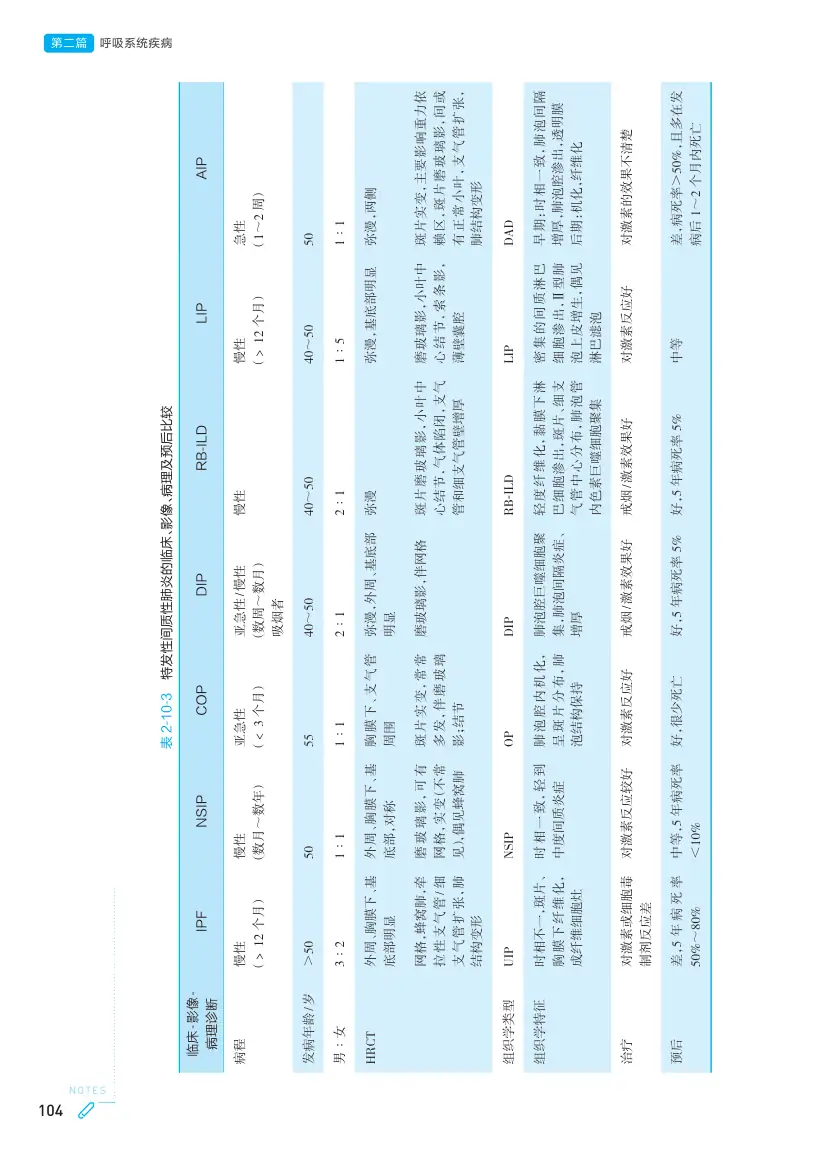 第二篇 呼吸系统疾病
表 2-10-3 特发性间质性肺炎的临床、影像、病理及预后比较
临床-影像-
病理诊断
IPF
NSIP
COP
DIP
RB-ILD
LIP
AIP
病程
慢性
(> 12 个月)
慢性
(数月~数年)
亚急性
(< 3 个月)
亚急性/慢性
(数周~数月)
吸烟者
慢性
慢性
(> 12 个月)
急性
(1~2 周)
发病年龄/岁
>50
50
55
40~50
40~50
40~50
50
男:女
3:2
1:1
1:1
2:1
2:1
1:5
1:1
HRCT
外周、胸膜下、基
底部明显
外周、胸膜下、基
底部,对称
胸膜下、支气管
周围
弥漫,外周、基底部
明显
弥漫
弥漫,基底部明显
弥漫,两侧
网格,蜂窝肺,牵
拉性支气管/细
支气管扩张,肺
结构变形
磨玻璃影,可有
网格,实变(不常
见),偶见蜂窝肺
斑片实变,常常
多发,伴磨玻璃
影;结节
磨玻璃影,伴网格
斑片磨玻璃影,小叶中
心结节,气体陷闭,支气
管和细支气管壁增厚
磨玻璃影,小叶中
心结节,索条影,
薄壁囊腔
斑片实变,主要影响重力依
赖区,斑片磨玻璃影,间或
有正常小叶,支气管扩张,
肺结构变形
组织学类型
UIP
NSIP
OP
DIP
RB-ILD
LIP
DAD
组织学特征
时相不一,斑片、
胸膜下纤维化,
成纤维细胞灶
时相一致,轻到
中度间质炎症
肺泡腔内机化,
呈斑片分布,肺
泡结构保持
肺泡腔巨噬细胞聚
集,肺泡间隔炎症、
增厚
轻度纤维化,黏膜下淋
巴细胞渗出,斑片、细支
气管中心分布,肺泡管
内色素巨噬细胞聚集
密集的间质淋巴
细胞渗出,Ⅱ型肺
泡上皮增生,偶见
淋巴滤泡
早期:时相一致,肺泡间隔
增厚,肺泡腔渗出,透明膜
后期:机化,纤维化
治疗
对激素或细胞毒
制剂反应差
对激素反应较好
对激素反应好
戒烟/激素效果好
戒烟/激素效果好
对激素反应好
对激素的效果不清楚
预后
差,5 年病死率
50%~80%
中等,5 年病死率
<10%
好,很少死亡
好,5 年病死率 5%
好,5 年病死率 5%
中等
差,病死率>50%,且多在发
病后 1~2 个月内死亡
NOTES
104